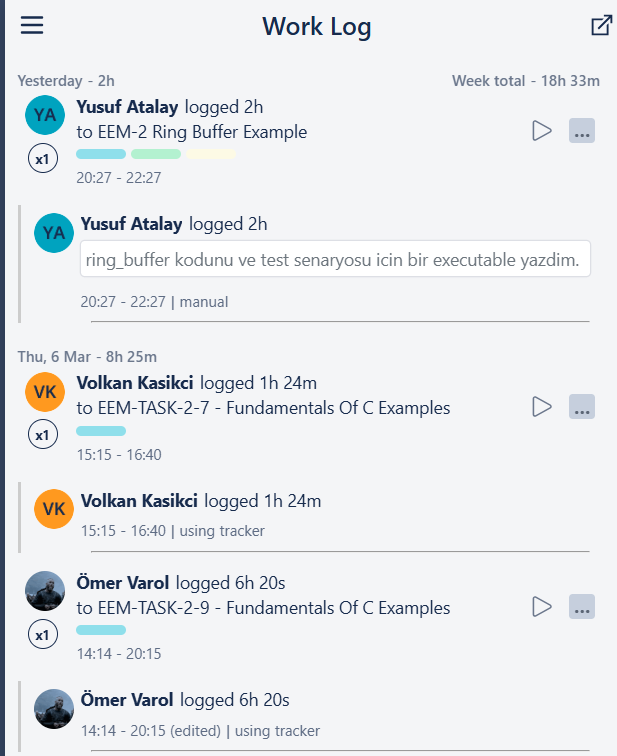 Work Log
Yesterday - 2h
Week total - 18h 33m
YA
Yusuf Atalay logged 2h
to EEM-2 Ring Buffer Example
...
x1
20:27 - 22:27
YA
Yusuf Atalay logged 2h
ring_buffer kodunu ve test senaryosu icin bir executable yazdim.
20:27 - 22:27 | manual
Thu, 6 Mar - 8h 25m
VK
Volkan Kasikci logged 1h 24m
to EEM-TASK-2-7 - Fundamentals Of C Examples
...
x1
15:15 - 16:40
VK
Volkan Kasikci logged 1h 24m
15:15 - 16:40 | using tracker
Ömer Varol logged 6h 20s
to EEM-TASK-2-9 - Fundamentals Of C Examples
...
x1
14:14 - 20:15
Ömer Varol logged 6h 20s
14:14 - 20:15 (edited) | using tracker